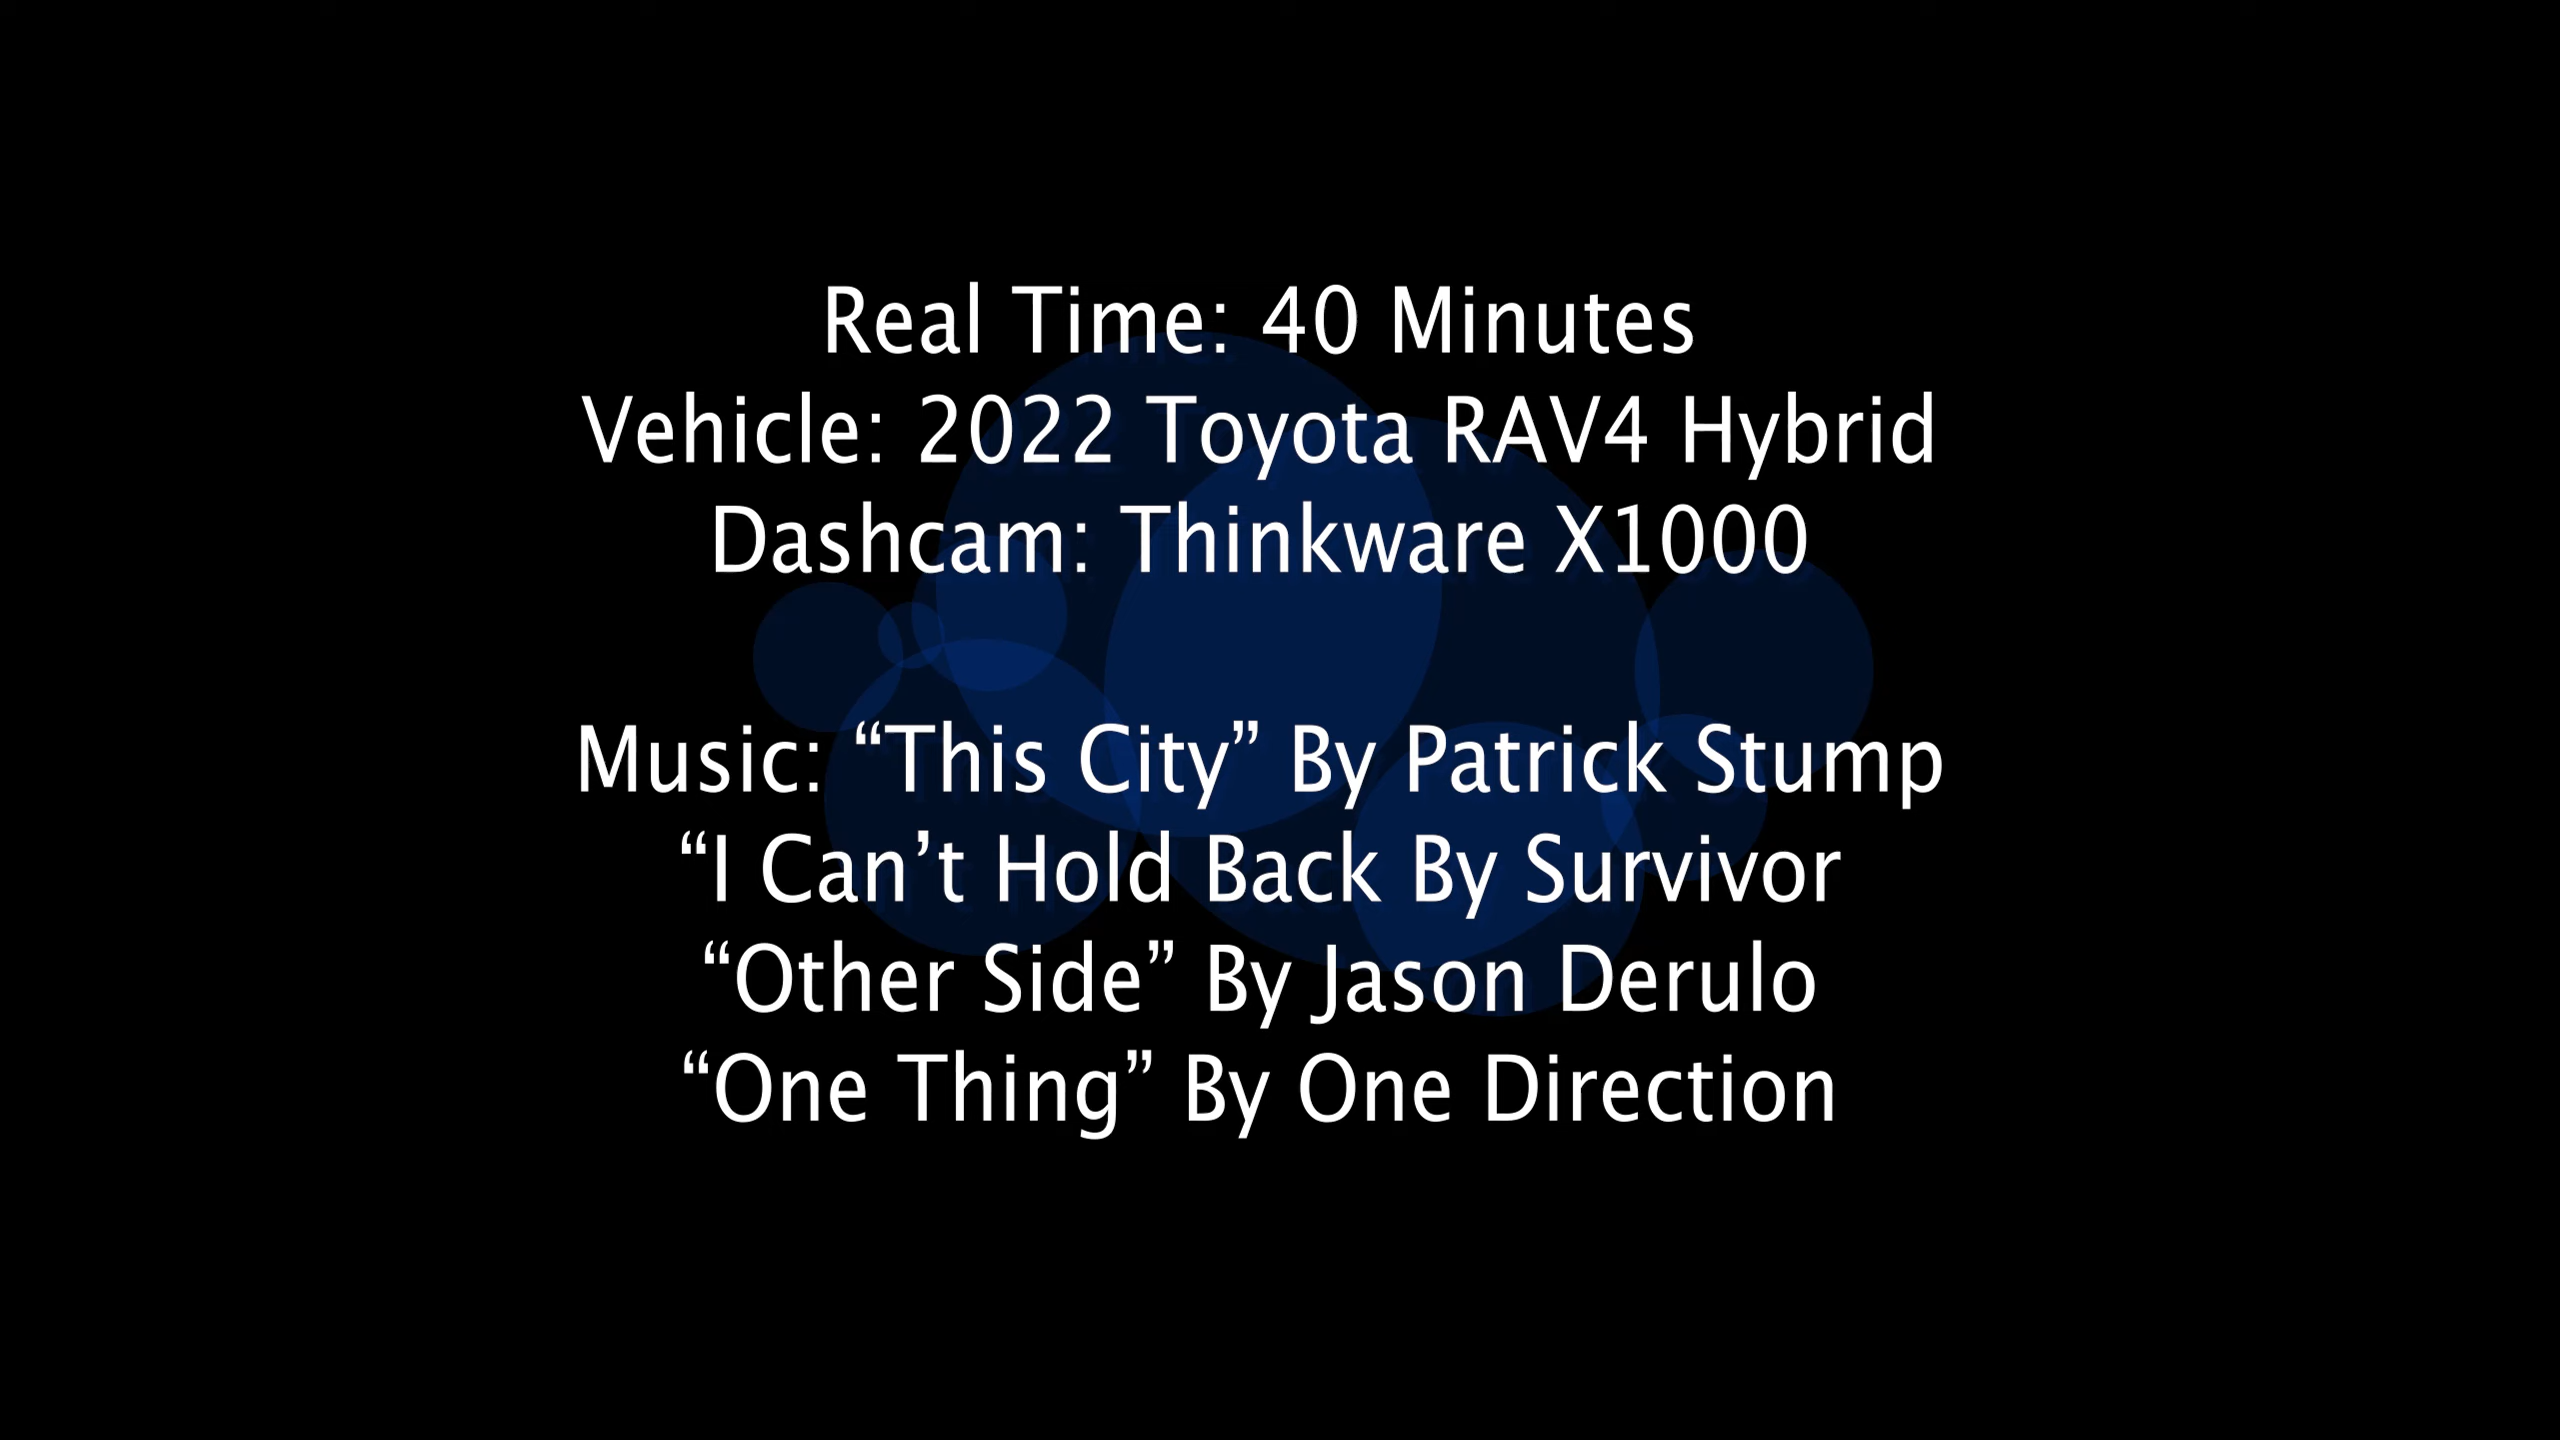 Real Time: 40 Minutes
Vehicle: 2022 Toyota RAV4 Hybrid
Dashcam: Thinkware X1000
Music: “This City” By Patrick Stump
“I Can’t Hold Back By Survivor
“Other Side” By Jason Derulo
“One Thing” By One Direction